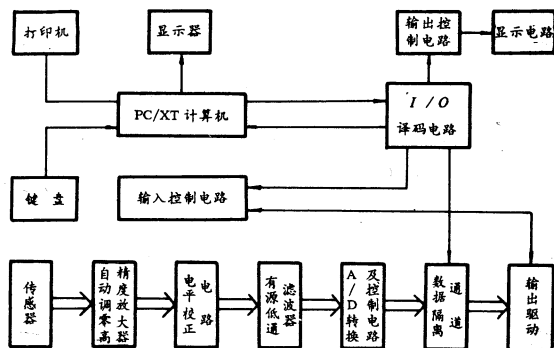 打印机
显示器
输出控
制电路
显示电路
PC/XT 计算机
I / O
译码电路
键 盘
输入控制电路
传感器
自动调零高
精度放大器
电平校正
电路
有源低通
滤波器
A/D转换
及控制电路
数据隔离
通道
输出驱动